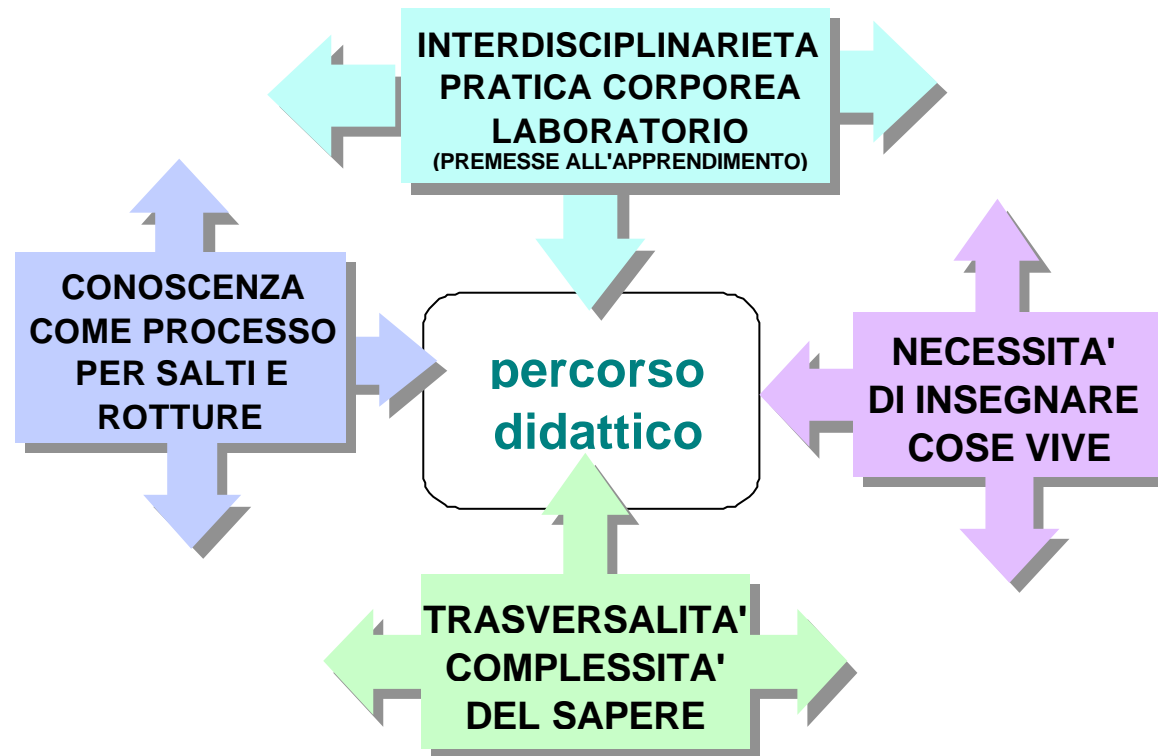 INTERDISCIPLINARIETA
PRATICA CORPOREA
LABORATORIO
(PREMESSE ALL'APPRENDIMENTO)
CONOSCENZA
COME PROCESSO
PER SALTI E
ROTTURE
percorso
didattico
NECESSITA'
DI INSEGNARE
COSE VIVE
TRASVERSALITA'
COMPLESSITA'
DEL SAPERE